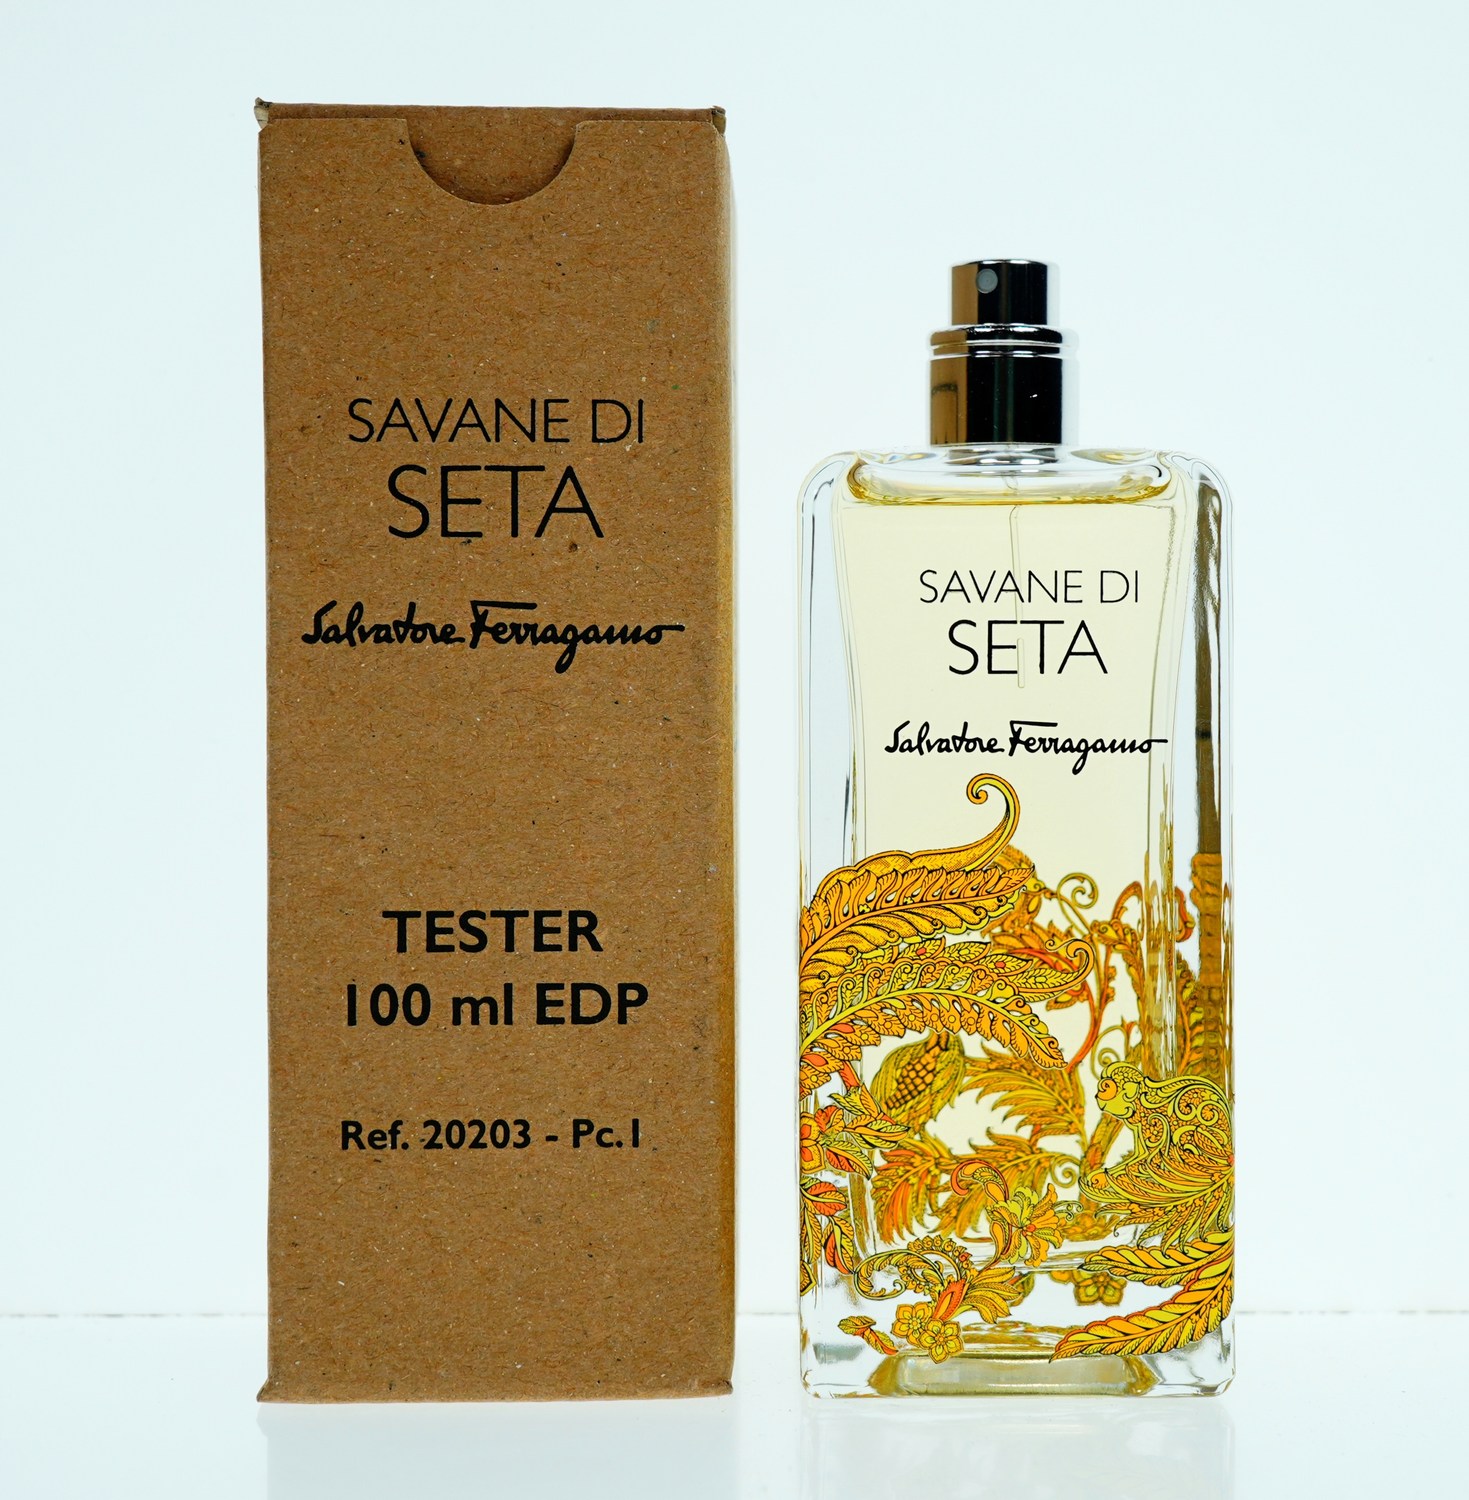 SAVANE DI
SETA
Salvatore Ferragamo
TESTER
100 ml EDP
Ref. 20203 - Pc.1
SAVANE DI
SETA
Salvatore Ferragamo